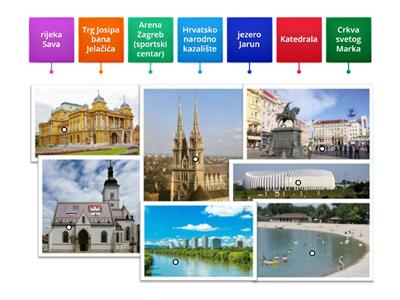 rijeka
Sava
Trg Josipa
bana
Jelačića
Arena
Zagreb
(sportski
centar)
Hrvatsko
narodno
kazalište
jezero
Jarun
Katedrala
Crkva
svetog
Marka